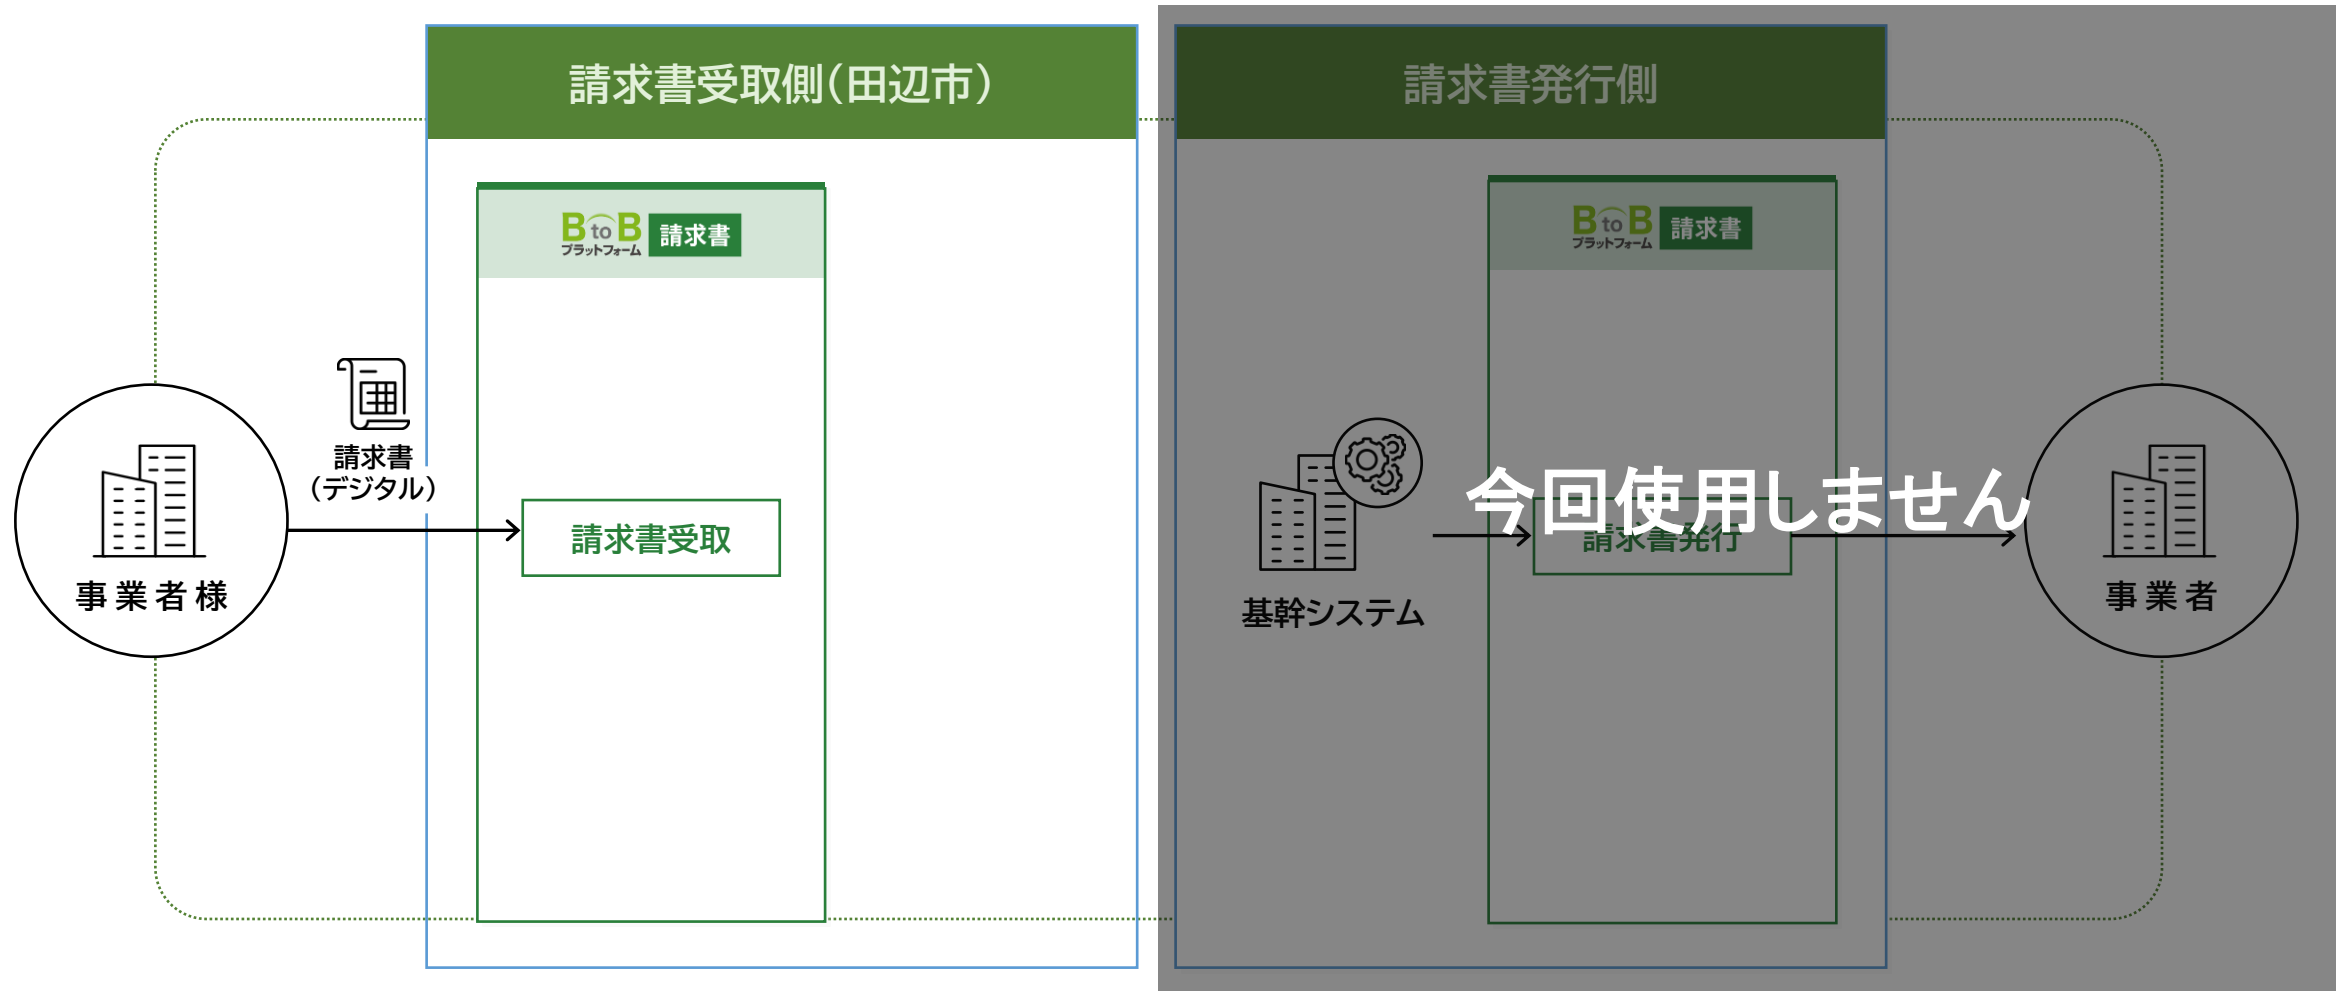 請求書受取側（田辺市）
BtoB
プラットフォーム
請求書
請求書
（デジタル）
事業者様
請求書受取
請求書発行側
BtoB
プラットフォーム
請求書
基幹システム
今回使用しません
請求書発行
事業者